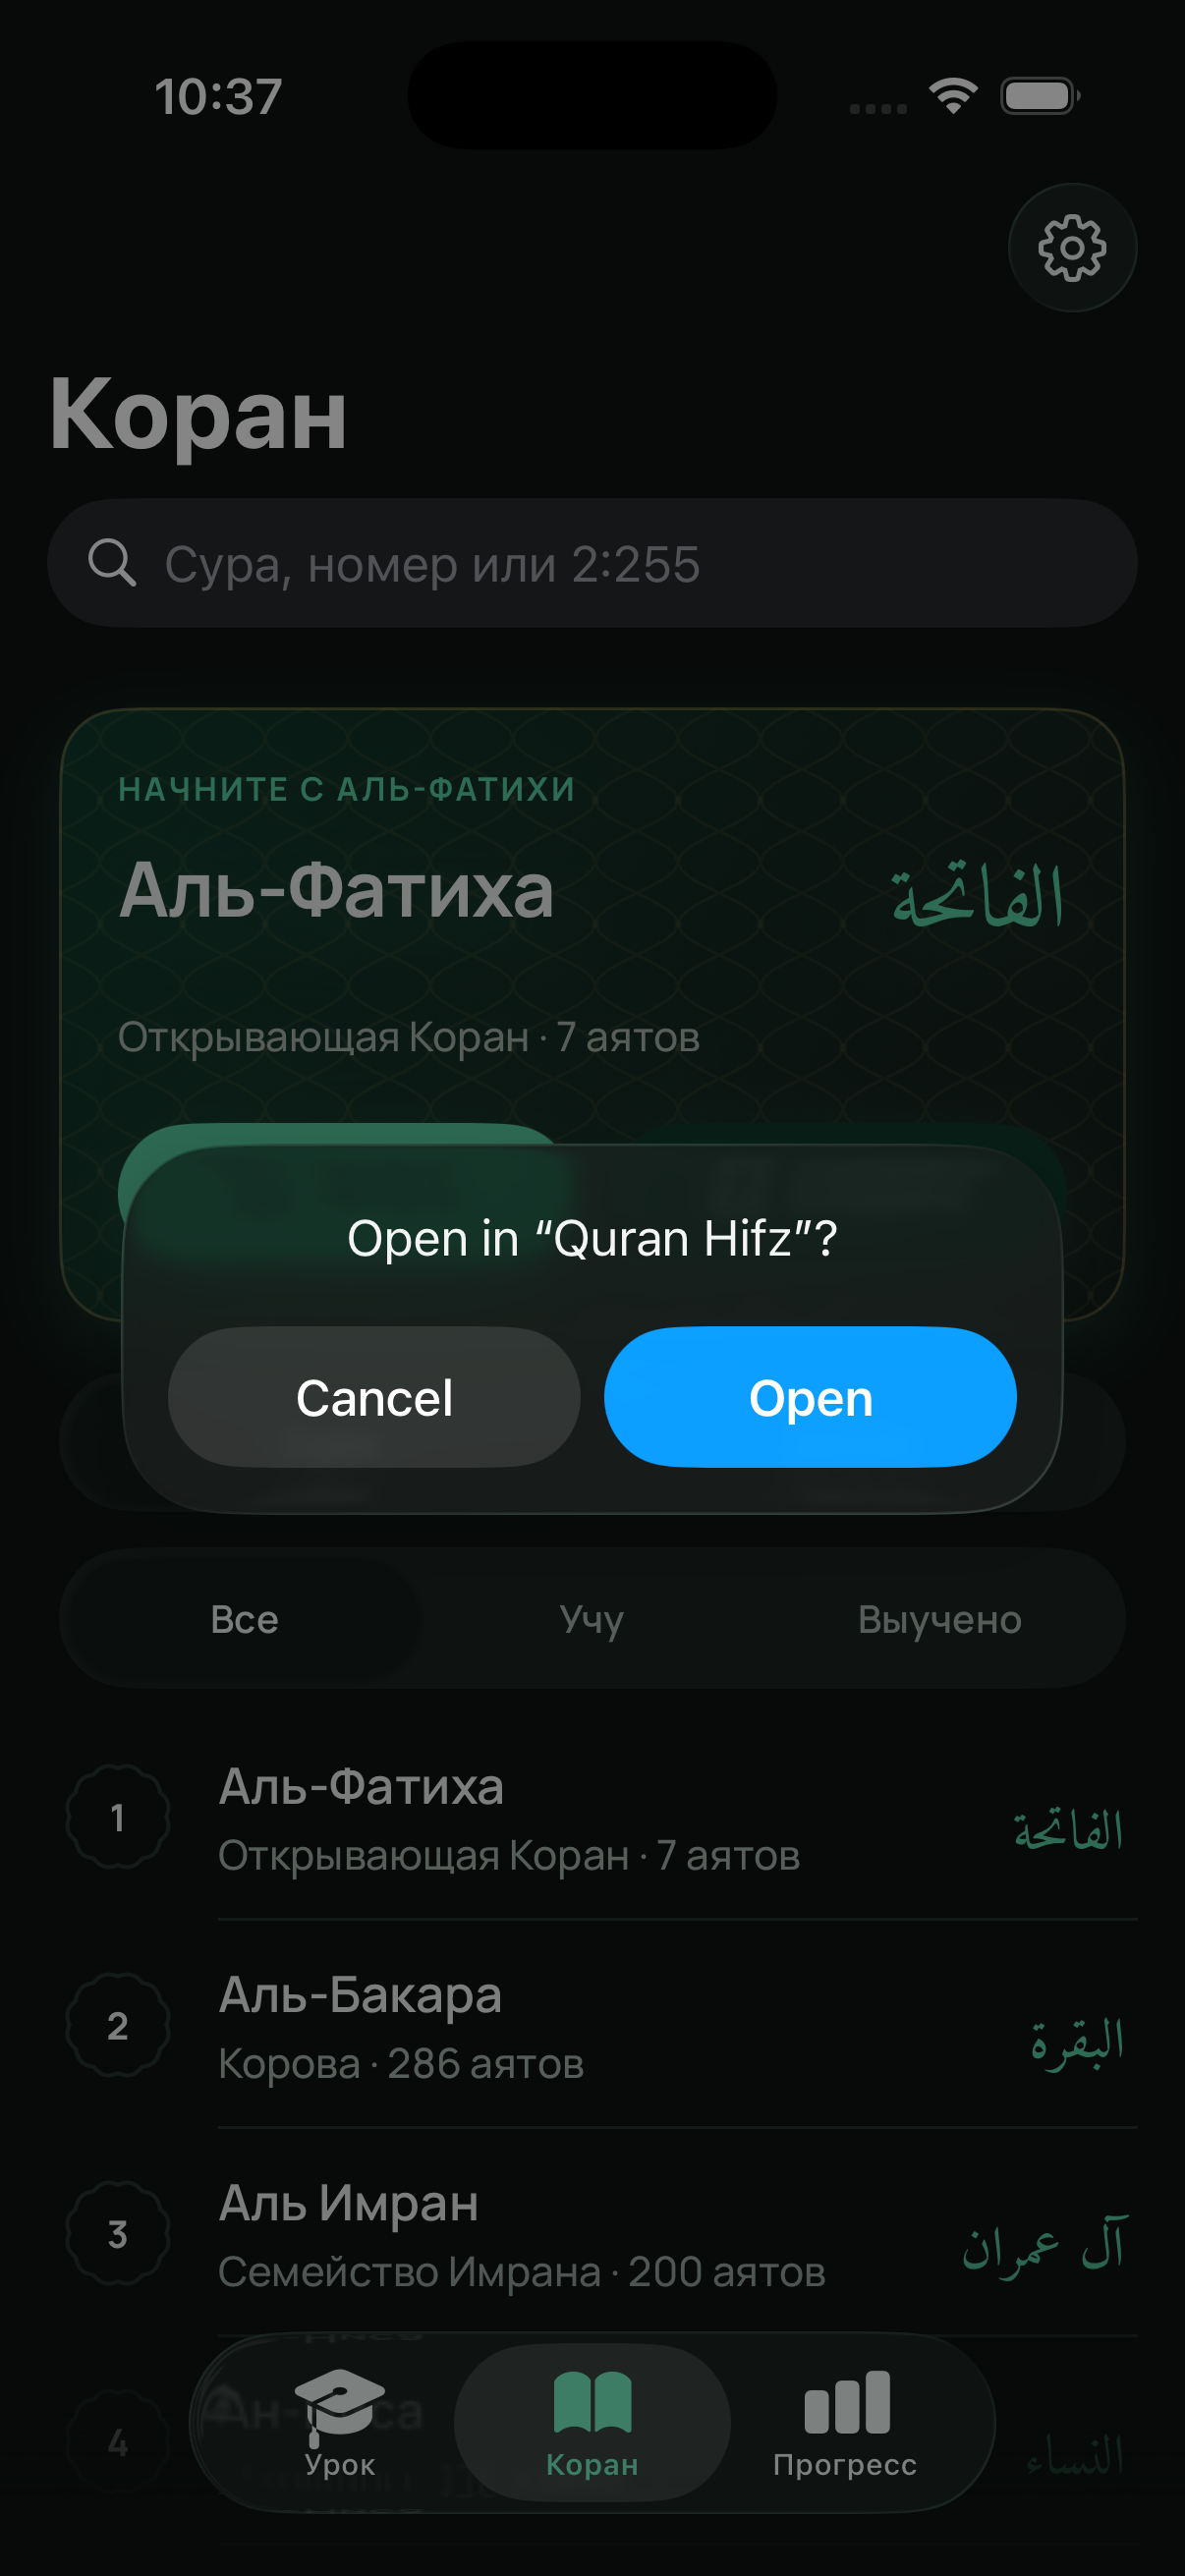 10:37
Коран
Сура, номер или 2:255
НАЧНИТЕ С АЛЬ-ФАТИХИ
Аль-Фатиха
الفاتحة
Открывающая Коран · 7 аятов
Open in “Quran Hifz”?
Cancel
Open
Все
Учу
Выучено
1
Аль-Фатиха
Открывающая Коран · 7 аятов
الفاتحة
2
Аль-Бакара
Корова · 286 аятов
البقرة
3
Аль Имран
Семейство Имрана · 200 аятов
آل عمران
4
النساء
Урок
Коран
Прогресс